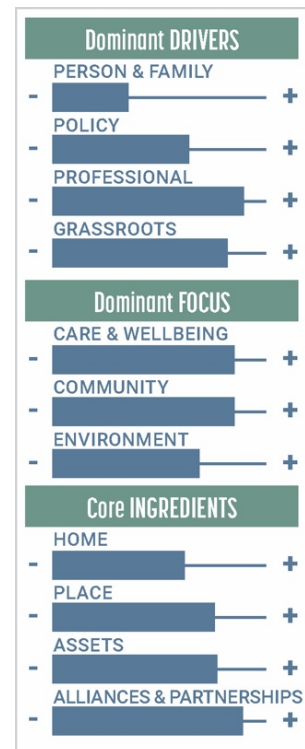 Dominant DRIVERS
PERSON & FAMILY
- +
POLICY
- +
PROFESSIONAL
- +
GRASSROOTS
- +
Dominant FOCUS
CARE & WELLBEING
- +
COMMUNITY
- +
ENVIRONMENT
- +
Core INGREDIENTS
HOME
- +
PLACE
- +
ASSETS
- +
ALLIANCES & PARTNERSHIPS
- +